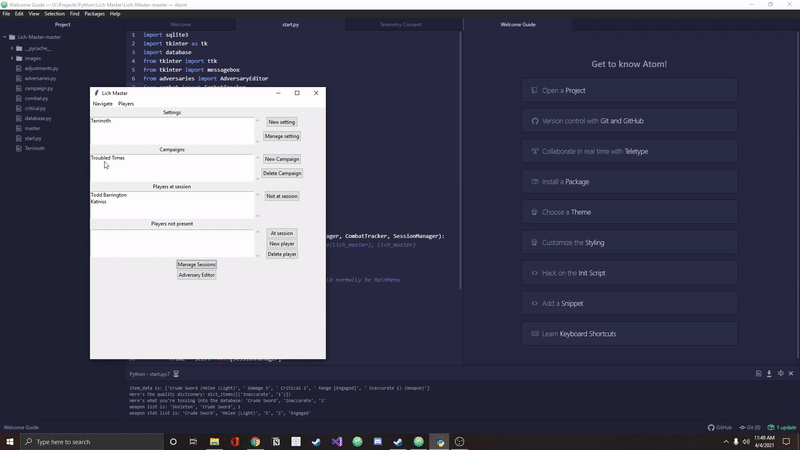 Welcome Guide — U:\Projects\Python\Lich Master\Lich-Master-master — Atom
File Edit View Find Packages Help
Project
Welcome
start.py
Telemetry Consent
Welcome Guide
Lich-Master-master
__pycache__
images
adjustments.py
adversaries.py
campaign.py
combat.py
critical.py
database.py
master
start.py
Terrinoth
1 import sqlite3
2 import tkinter as tk
3 import database
4 from tkinter import ttk
5 from tkinter import messagebox
6 from adversaries import AdversaryEditor
Lich Master
Navigate Players
Settings
Terrinoth
New setting
Manage setting
Campaigns
Troubled Times
New Campaign
Delete Campaign
Players at session
Todd Barrington
Katniss
Not at session
Players not present
At session
New player
Delete player
Manage Sessions
Adversary Editor
ager, CombatTracker, SessionManager):
(lich_master), lich_master)
ld normally be MainMenu
Get to know Atom!
Open a Project
Version control with Git and GitHub
Collaborate in real time with Teletype
Install a Package
Choose a Theme
Customize the Styling
Hack on the Init Script
Add a Snippet
Learn Keyboard Shortcuts
Python - start.py:7
item_data is: ['Crude Sword (Melee (Light)', ' Damage 5', ' Critical 2', ' Range [Engaged]', ' Inaccurate 1) (weapon)']
Here's the quality dictionary: dict_items([('Inaccurate', '1')])
Here's what you're tossing into the database: 'Crude Sword', 'Inaccurate', '1'
weapon list is: 'Skeletus', 'Crude Sword', 1
weapon stat list is: 'Crude Sword', 'Melee (Light)', '5', '2', 'Engaged'
Welcome Guide
GitHub
Git (0)
1 update
Type here to search
11:49 AM
4/4/2021